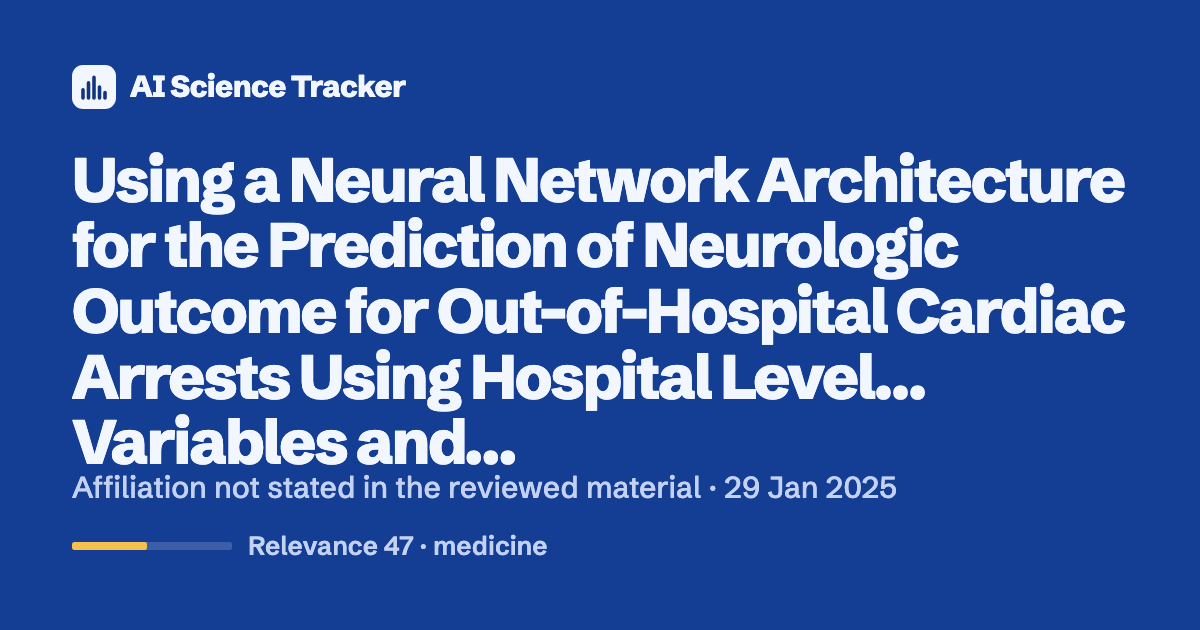 AI Science Tracker
Using a Neural Network Architecture
for the Prediction of Neurologic
Outcome for Out-of-Hospital Cardiac
Arrests Using Hospital Level...
Variables and...
Affiliation not stated in the reviewed material · 29 Jan 2025
Relevance 47 · medicine